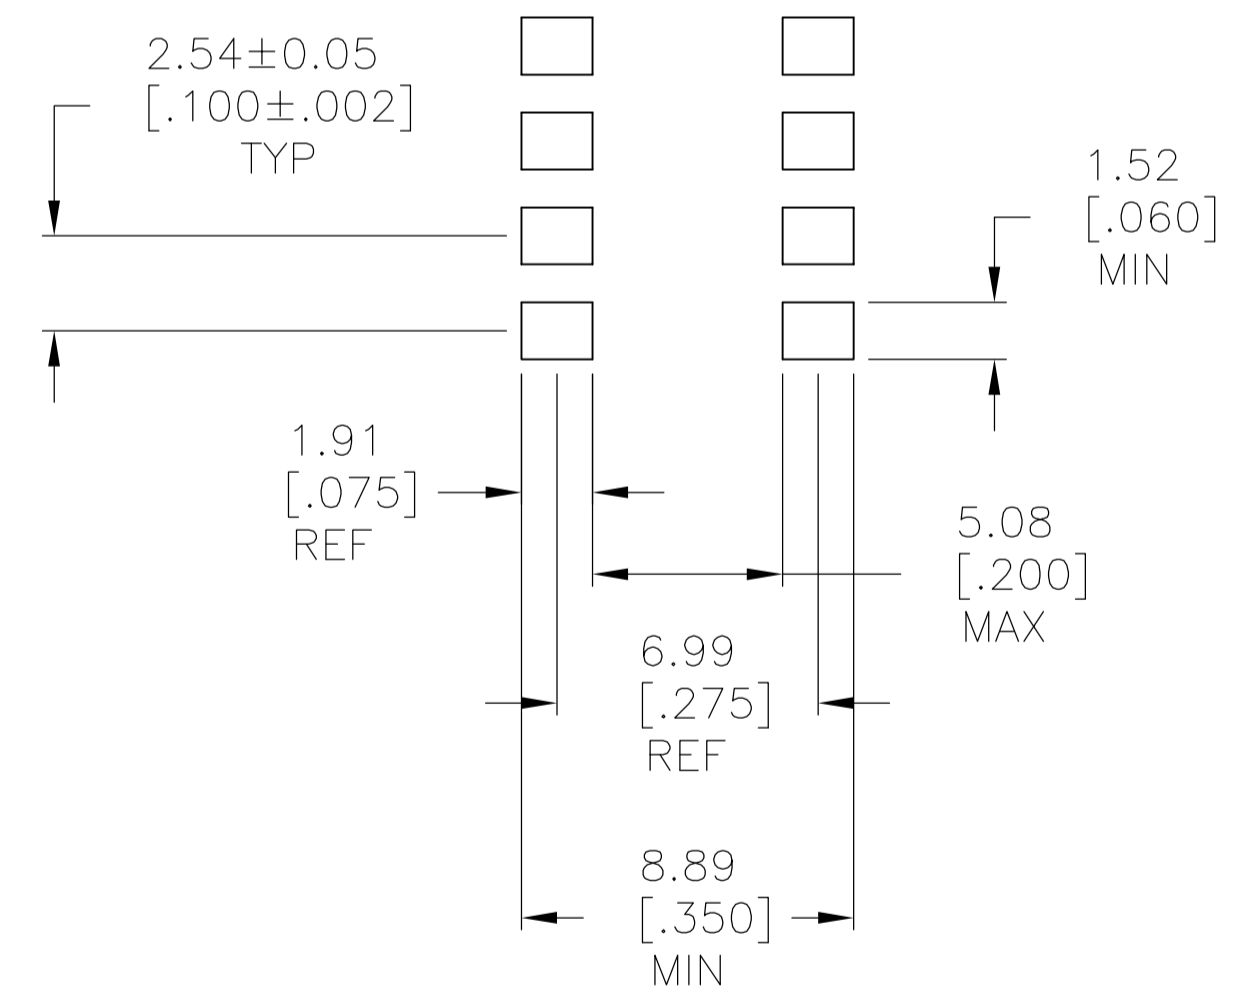 2.54±0.05
[.100±.002]
TYP
1.52
[.060]
MIN
1.91
[.075]
REF
5.08
[.200]
MAX
6.99
[.275]
REF
8.89
[.350]
MIN